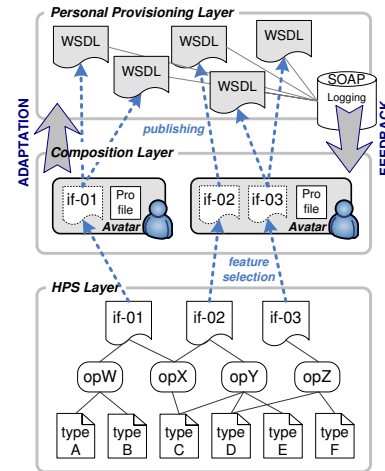 Personal Provisioning Layer
WSDL
WSDL
WSDL
WSDL
WSDL
SOAP
Logging
publishing
ADAPTATION
FEEDBACK
Composition Layer
if-01
Pro
file
Avatar
if-02
if-03
Pro
file
Avatar
feature
selection
HPS Layer
if-01
if-02
if-03
opW
opX
opY
opZ
type
A
type
B
type
C
type
D
type
E
type
F